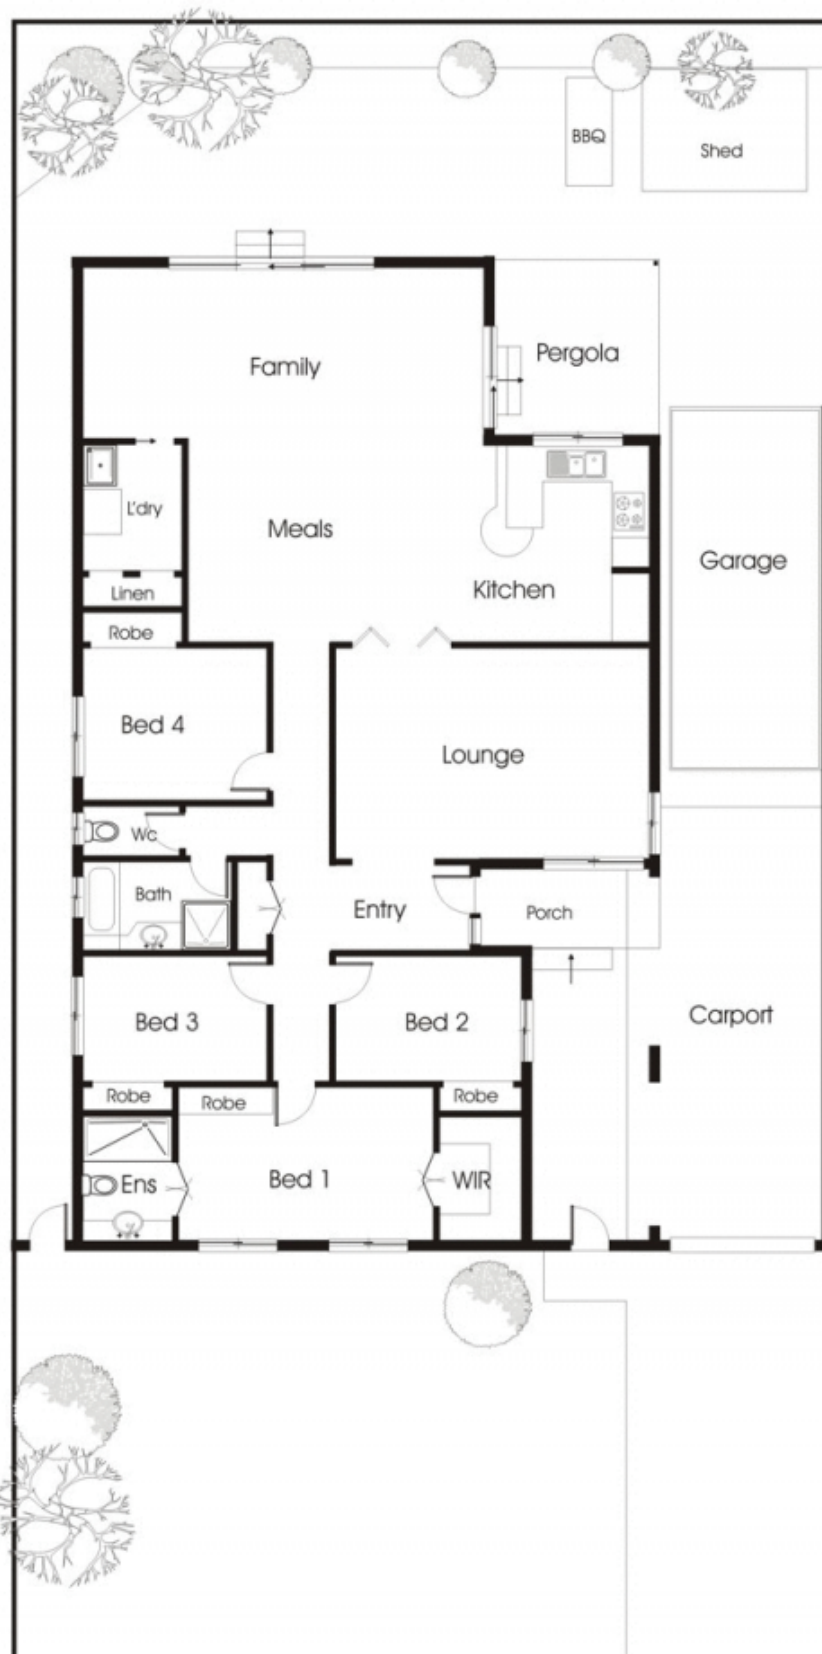 BBQ
Shed
Family
Pergola
L'dry
Meals
Garage
Linen
Kitchen
Robe
Bed 4
Lounge
Wc
Bath
Entry
Porch
Bed 3
Bed 2
Carport
Robe
Robe
Robe
Ens
Bed 1
WIR